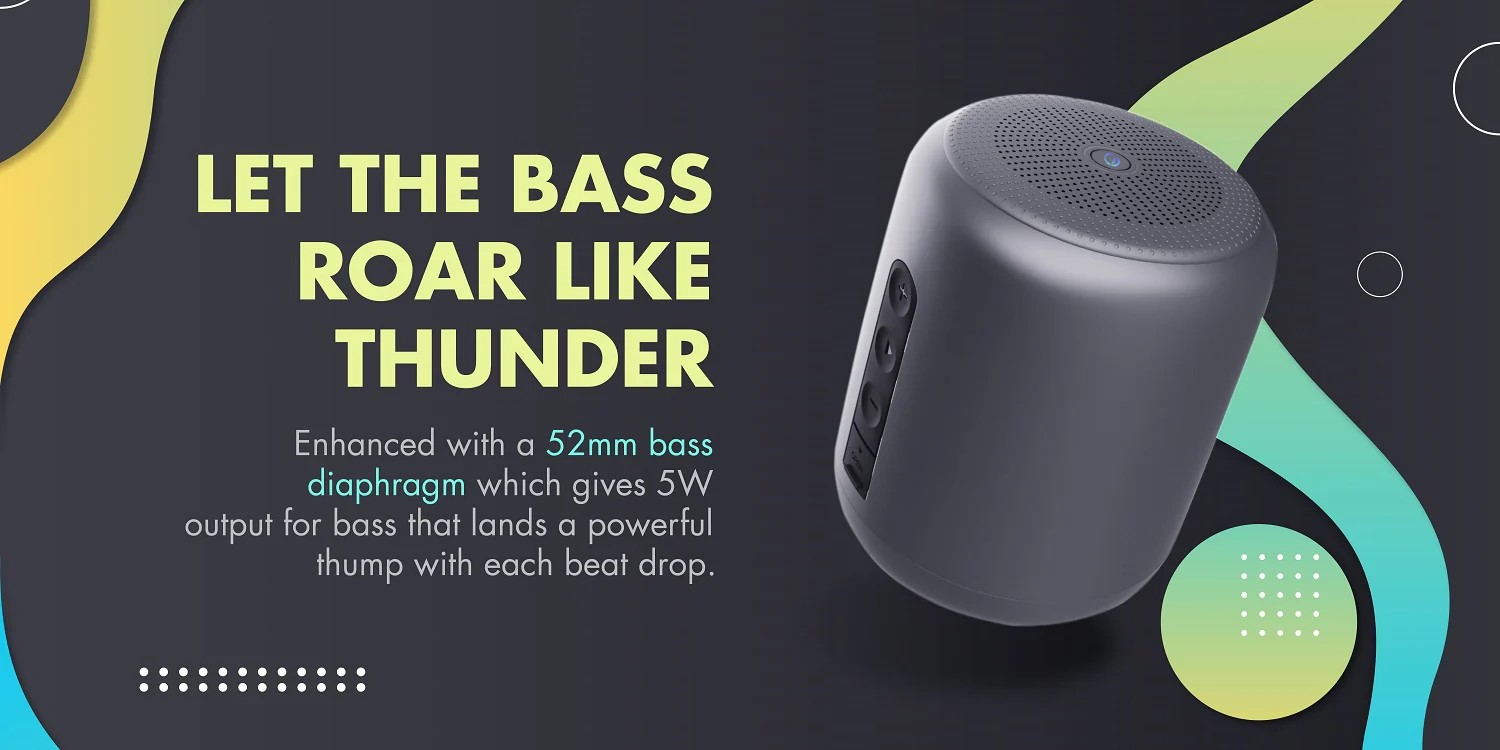 LET THE BASS
ROAR LIKE
THUNDER
Enhanced with a 52mm bass
diaphragm which gives 5W
output for bass that lands a powerful
thump with each beat drop.